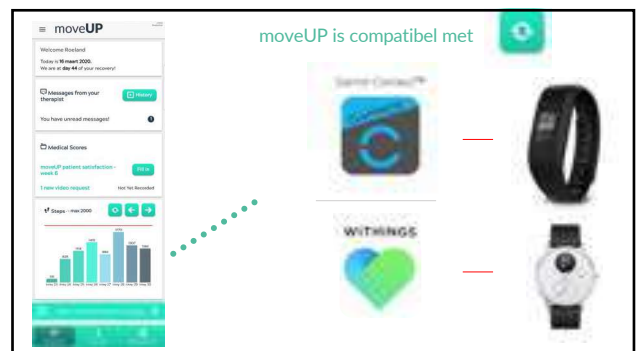 moveUP
Welcome Roeland
Today is 16 maart 2020.
We are at day 44 of your recovery!
Messages from your
therapist
History
You have unread messages!
Medical Scores
moveUP patient satisfaction -
week 6
Fill in
1 new video request
Not Yet Recorded
Steps - max 2000
moveUP is compatibel met
Garmin Connect™
WITHINGS